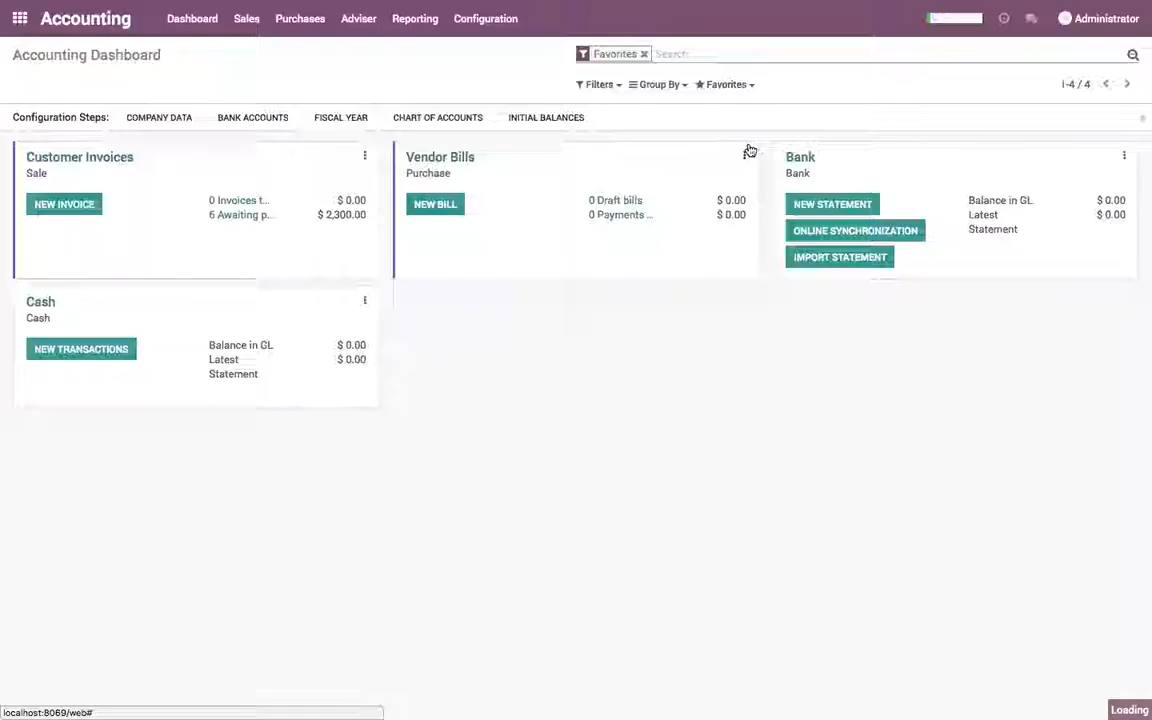 Accounting Dashboard Sales Purchases Adviser Reporting Configuration Administrator
Accounting Dashboard
Favorites Search...
Filters Group By Favorites 1-4 / 4
Configuration Steps: COMPANY DATA BANK ACCOUNTS FISCAL YEAR CHART OF ACCOUNTS INITIAL BALANCES
Customer Invoices
Sale
NEW INVOICE
0 Invoices t... $ 0.00
6 Awaiting p... $ 2,300.00
Vendor Bills
Purchase
NEW BILL
0 Draft bills $ 0.00
0 Payments ... $ 0.00
Bank
Bank
NEW STATEMENT
ONLINE SYNCHRONIZATION
IMPORT STATEMENT
Balance in GL $ 0.00
Latest $ 0.00
Statement
Cash
Cash
NEW TRANSACTIONS
Balance in GL $ 0.00
Latest $ 0.00
Statement
localhost:8069/web#
Loading